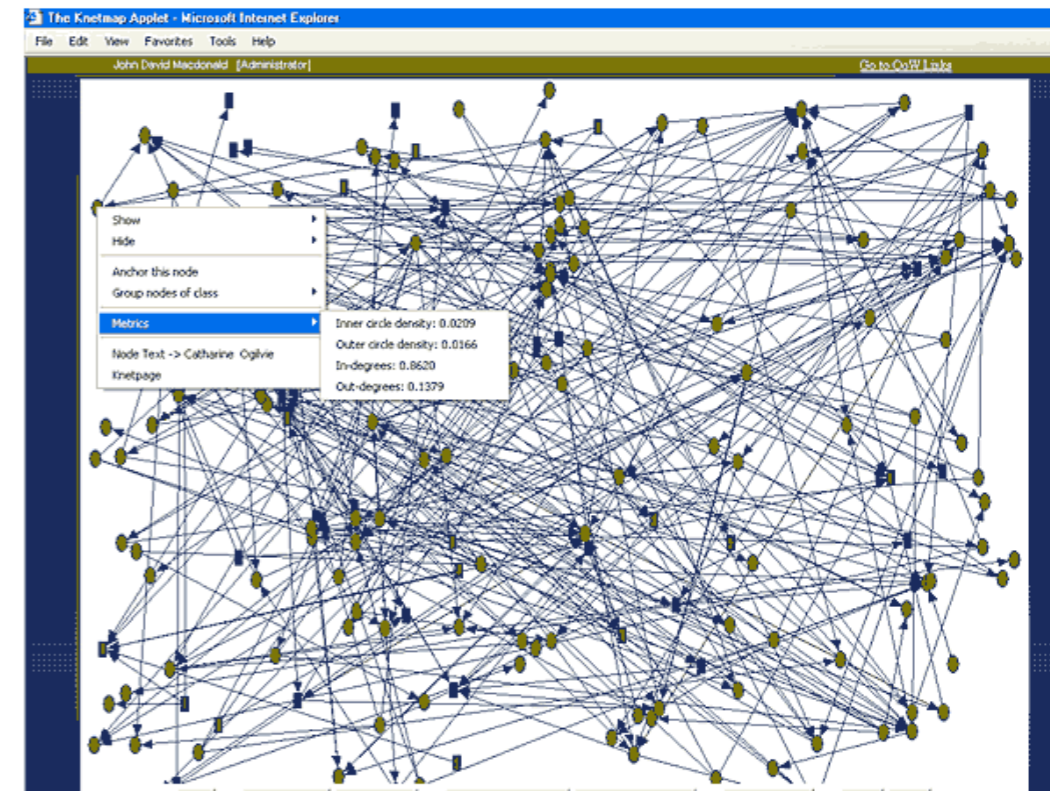 The Knetmap Applet - Microsoft Internet Explorer
File Edit View Favorites Tools Help
John David Macdonald [Administrator] Go to CoW Links
Show
Hide
Anchor this node
Group nodes of class
Metrics
Inner circle density: 0.0209
Outer circle density: 0.0166
In-degrees: 0.8620
Out-degrees: 0.1379
Node Text -> Catharine Ogilvie
Knetpage